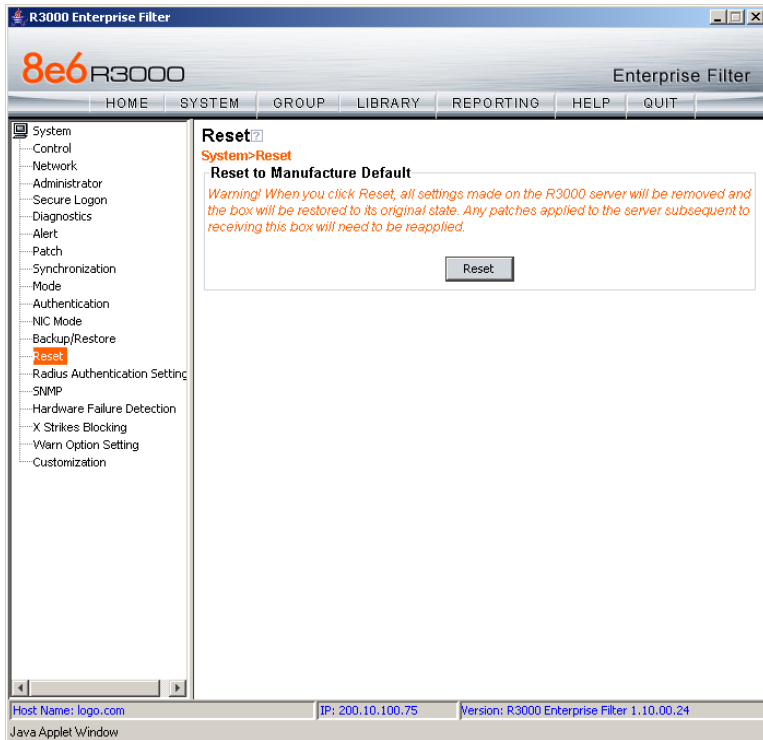 R3000 Enterprise Filter
8e6 R3000
Enterprise Filter
HOME SYSTEM GROUP LIBRARY REPORTING HELP QUIT
System
Control
Network
Administrator
Secure Logon
Diagnostics
Alert
Patch
Synchronization
Mode
Authentication
NIC Mode
Backup/Restore
Reset
Radius Authentication Setting
SNMP
Hardware Failure Detection
X Strikes Blocking
Warn Option Setting
Customization
Reset ?
System>Reset
Reset to Manufacture Default
Warning! When you click Reset, all settings made on the R3000 server will be removed and
the box will be restored to its original state. Any patches applied to the server subsequent to
receiving this box will need to be reapplied.
Reset
Host Name: logo.com IP: 200.10.100.75 Version: R3000 Enterprise Filter 1.10.00.24
Java Applet Window